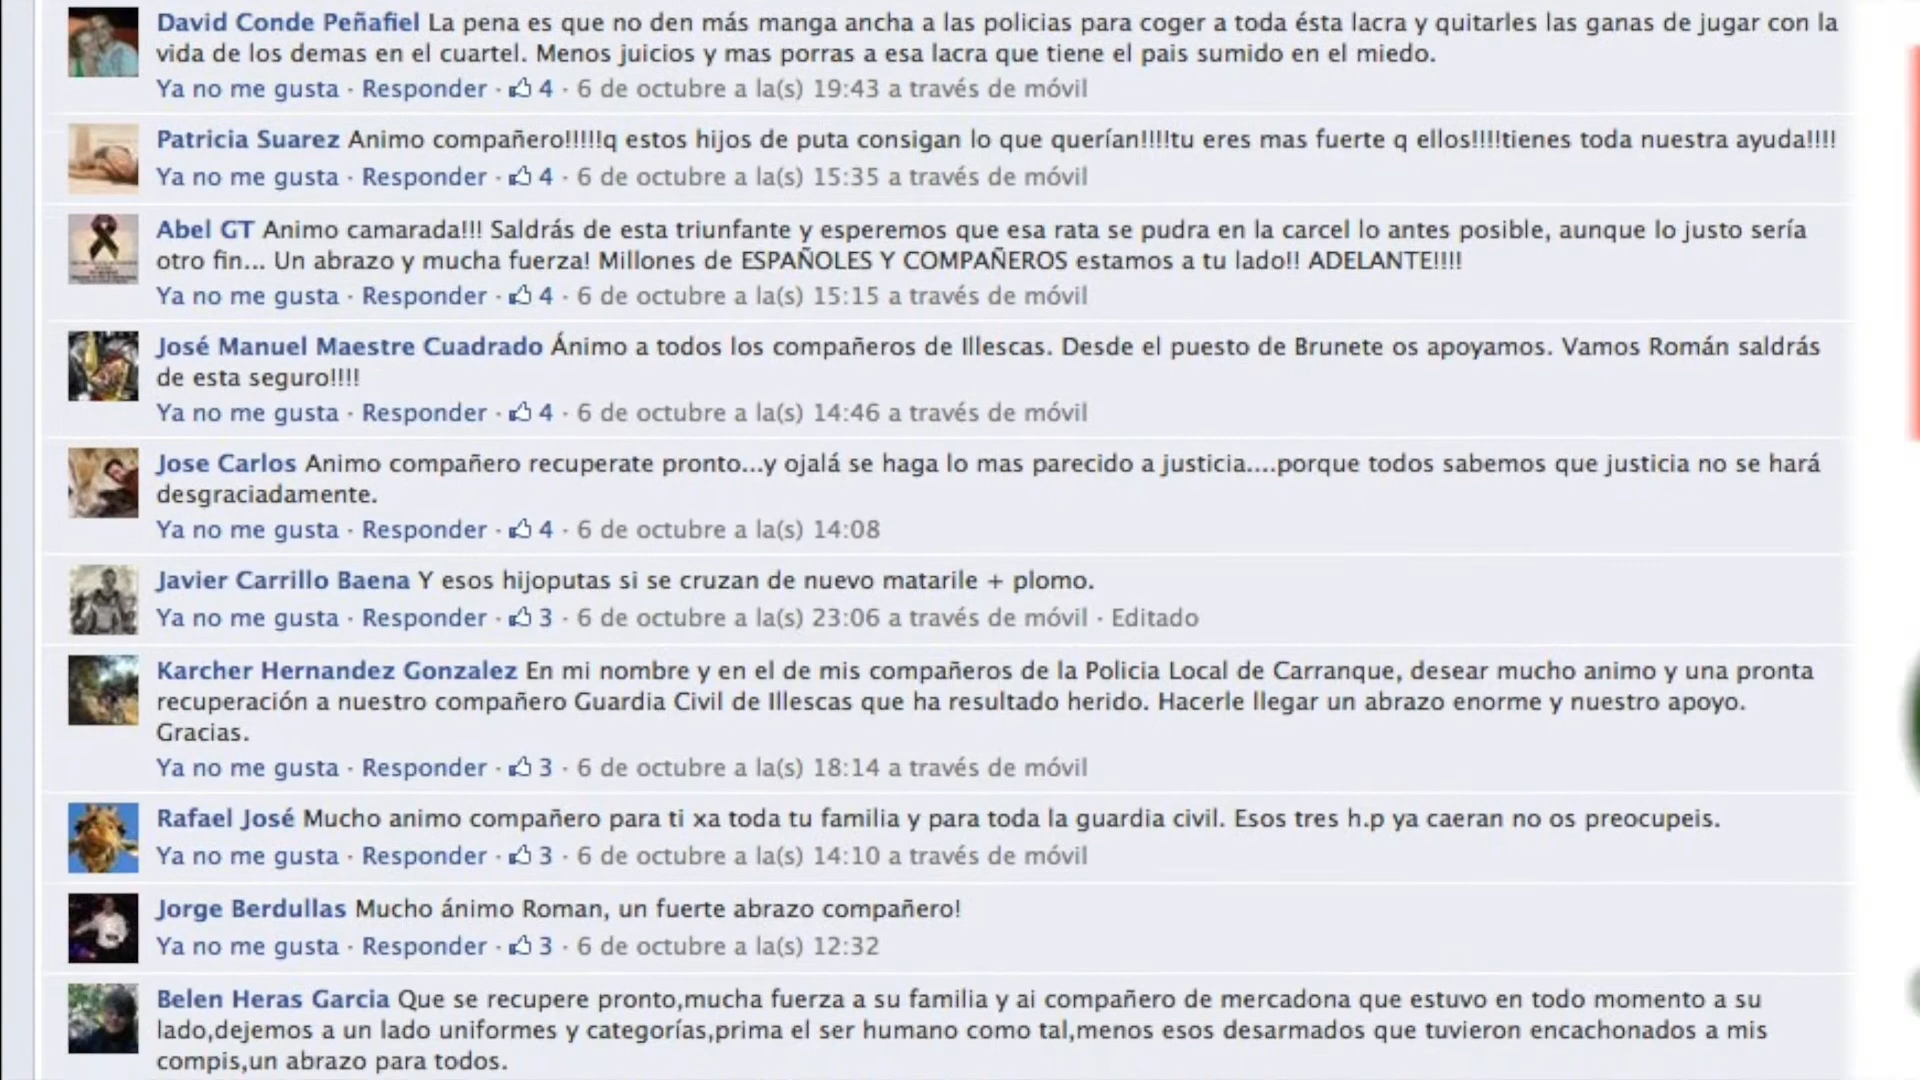 David Conde Peñafiel La pena es que no den más manga ancha a las policias para coger a toda ésta lacra y quitarles las ganas de jugar con la
vida de los demas en el cuartel. Menos juicios y mas porras a esa lacra que tiene el pais sumido en el miedo.
Ya no me gusta · Responder · 4 · 6 de octubre a la(s) 19:43 a través de móvil
Patricia Suarez Animo compañero!!!!!q estos hijos de puta consigan lo que querían!!!!tu eres mas fuerte q ellos!!!!tienes toda nuestra ayuda!!!!
Ya no me gusta · Responder · 4 · 6 de octubre a la(s) 15:35 a través de móvil
Abel GT Animo camarada!!! Saldrás de esta triunfante y esperemos que esa rata se pudra en la carcel lo antes posible, aunque lo justo sería
otro fin... Un abrazo y mucha fuerza! Millones de ESPAÑOLES Y COMPAÑEROS estamos a tu lado!! ADELANTE!!!!
Ya no me gusta · Responder · 4 · 6 de octubre a la(s) 15:15 a través de móvil
José Manuel Maestre Cuadrado Ánimo a todos los compañeros de Illescas. Desde el puesto de Brunete os apoyamos. Vamos Román saldrás
de esta seguro!!!!
Ya no me gusta · Responder · 4 · 6 de octubre a la(s) 14:46 a través de móvil
Jose Carlos Animo compañero recuperate pronto...y ojalá se haga lo mas parecido a justicia....porque todos sabemos que justicia no se hará
desgraciadamente.
Ya no me gusta · Responder · 4 · 6 de octubre a la(s) 14:08
Javier Carrillo Baena Y esos hijoputas si se cruzan de nuevo matarile + plomo.
Ya no me gusta · Responder · 3 · 6 de octubre a la(s) 23:06 a través de móvil · Editado
Karcher Hernandez Gonzalez En mi nombre y en el de mis compañeros de la Policia Local de Carranque, desear mucho animo y una pronta
recuperación a nuestro compañero Guardia Civil de Illescas que ha resultado herido. Hacerle llegar un abrazo enorme y nuestro apoyo.
Gracias.
Ya no me gusta · Responder · 3 · 6 de octubre a la(s) 18:14 a través de móvil
Rafael José Mucho animo compañero para ti xa toda tu familia y para toda la guardia civil. Esos tres h.p ya caeran no os preocupeis.
Ya no me gusta · Responder · 3 · 6 de octubre a la(s) 14:10 a través de móvil
Jorge Berdullas Mucho ánimo Roman, un fuerte abrazo compañero!
Ya no me gusta · Responder · 3 · 6 de octubre a la(s) 12:32
Belen Heras Garcia Que se recupere pronto,mucha fuerza a su familia y ai compañero de mercadona que estuvo en todo momento a su
lado,dejemos a un lado uniformes y categorías,prima el ser humano como tal,menos esos desarmados que tuvieron encachonados a mis
compis,un abrazo para todos.